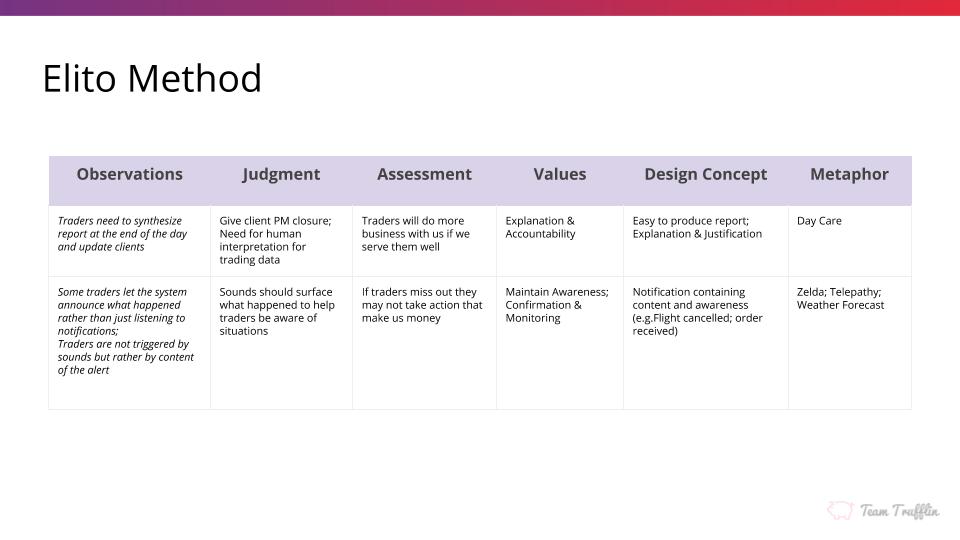 Elito Method
Observations
Judgment
Assessment
Values
Design Concept
Metaphor
Traders need to synthesize
report at the end of the day
and update clients
Give client PM closure;
Need for human
interpretation for
trading data
Traders will do more
business with us if we
serve them well
Explanation &
Accountability
Easy to produce report;
Explanation & Justification
Day Care
Some traders let the system
announce what happened
rather than just listening to
notifications;
Traders are not triggered by
sounds but rather by content
of the alert
Sounds should surface
what happened to help
traders be aware of
situations
If traders miss out they
may not take action that
make us money
Maintain Awareness;
Confirmation &
Monitoring
Notification containing
content and awareness
(e.g.Flight cancelled; order
received)
Zelda; Telepathy;
Weather Forecast
Team Trufflin